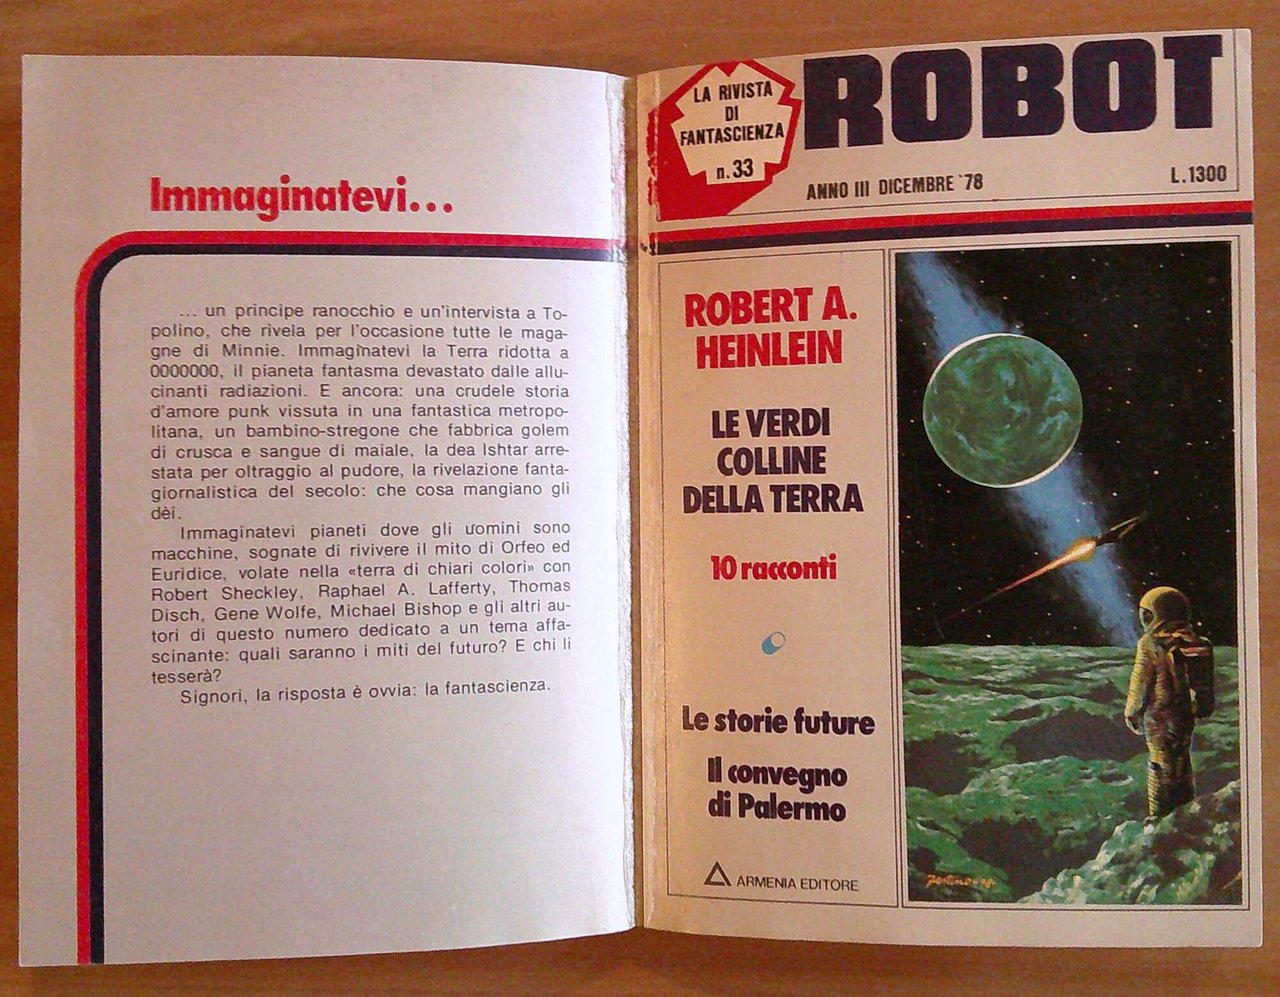 Immaginatevi...
... un principe ranocchio e un'intervista a To-
polino, che rivela per l'occasione tutte le maga-
gne di Minnie. Immaginatevi la Terra ridotta a
0000000, il pianeta fantasma devastato dalle allu-
cinanti radiazioni. E ancora: una crudele storia
d'amore punk vissuta in una fantastica metropo-
litana, un bambino-stregone che fabbrica golem
di crusca e sangue di maiale, la dea Ishtar arre-
stata per oltraggio al pudore, la rivelazione fanta-
giornalistica del secolo: che cosa mangiano gli
dèi.
Immaginatevi pianeti dove gli uomini sono
macchine, sognate di rivivere il mito di Orfeo ed
Euridice, volate nella «terra di chiari colori» con
Robert Sheckley, Raphael A. Lafferty, Thomas
Disch, Gene Wolfe, Michael Bishop e gli altri au-
tori di questo numero dedicato a un tema affa-
scinante: quali saranno i miti del futuro? E chi li
tesserà?
Signori, la risposta è ovvia: la fantascienza.
LA RIVISTA
DI
FANTASCIENZA
n. 33
ROBOT
ANNO III DICEMBRE '78
L.1300
ROBERT A.
HEINLEIN
LE VERDI
COLLINE
DELLA TERRA
10 racconti
Le storie future
Il convegno
di Palermo
ARMENIA EDITORE